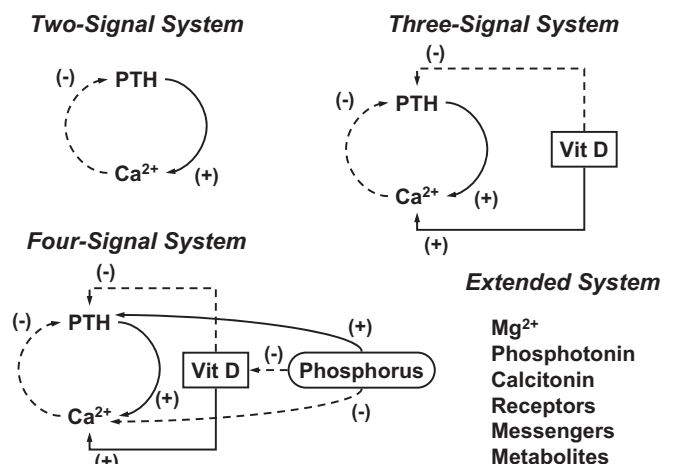 Two-Signal System
(-)
PTH
Ca²⁺
(+)
Three-Signal System
(-)
(-)
PTH
Vit D
Ca²⁺
(+)
(+)
Four-Signal System
(-)
(-)
PTH
(+)
Vit D
(-)
Phosphorus
(+)
(-)
Ca²⁺
(+)
Extended System
Mg²⁺
Phosphotonin
Calcitonin
Receptors
Messengers
Metabolites